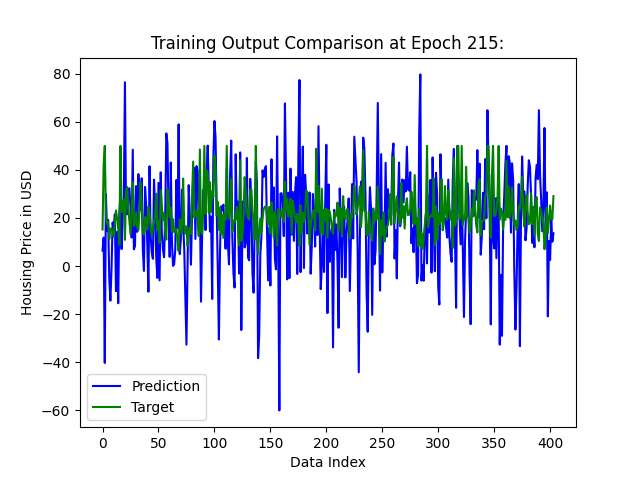 Training Output Comparison at Epoch 215:
80
60
40
20
0
−20
−40
−60
Housing Price in USD
Prediction
Target
0 50 100 150 200 250 300 350 400
Data Index